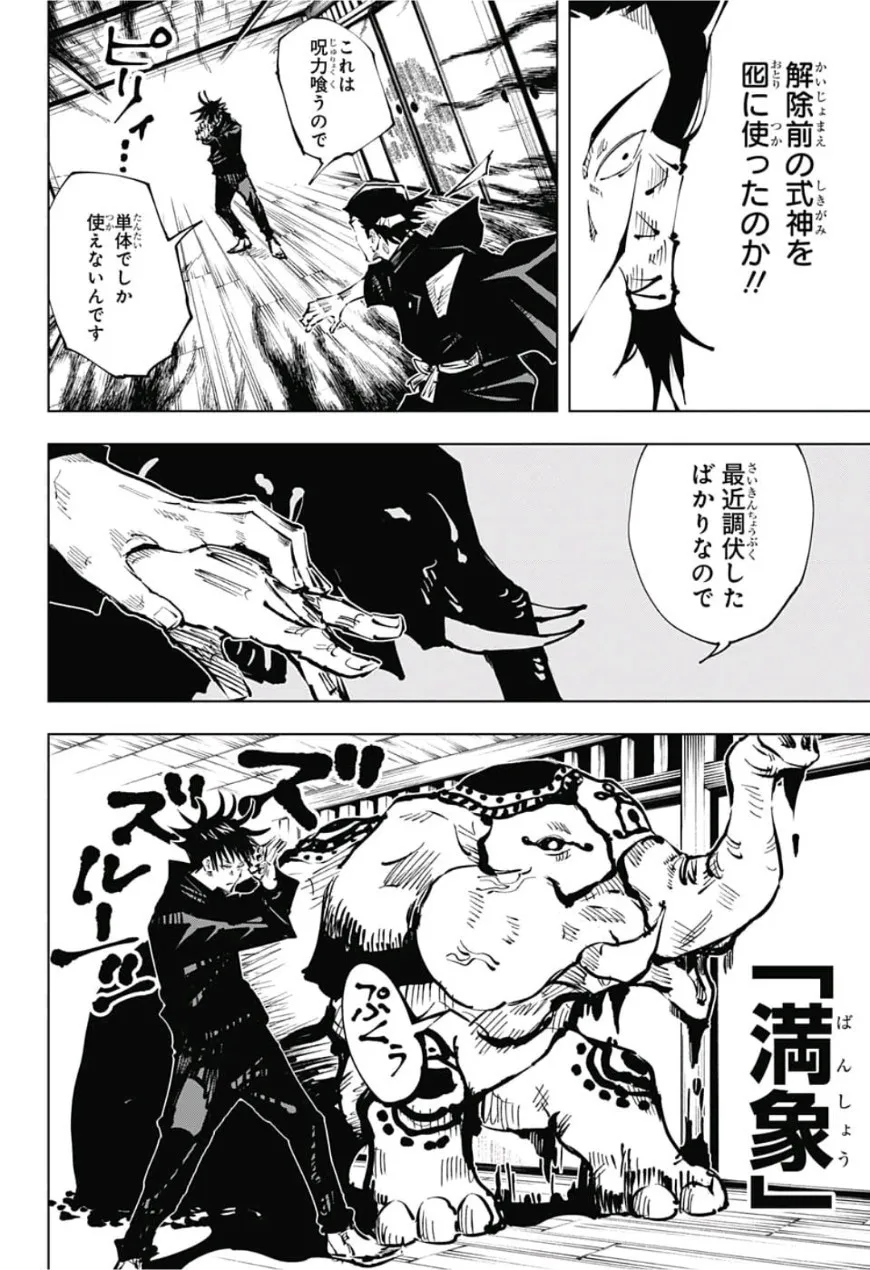 解除前の式神を
囮に使ったのか!!
これは
呪力喰うので
単体でしか
使えないんです
ピリィ…
最近調伏した
ばかりなので
ズズ
ズルーッ
ぷくぅ
「満象」